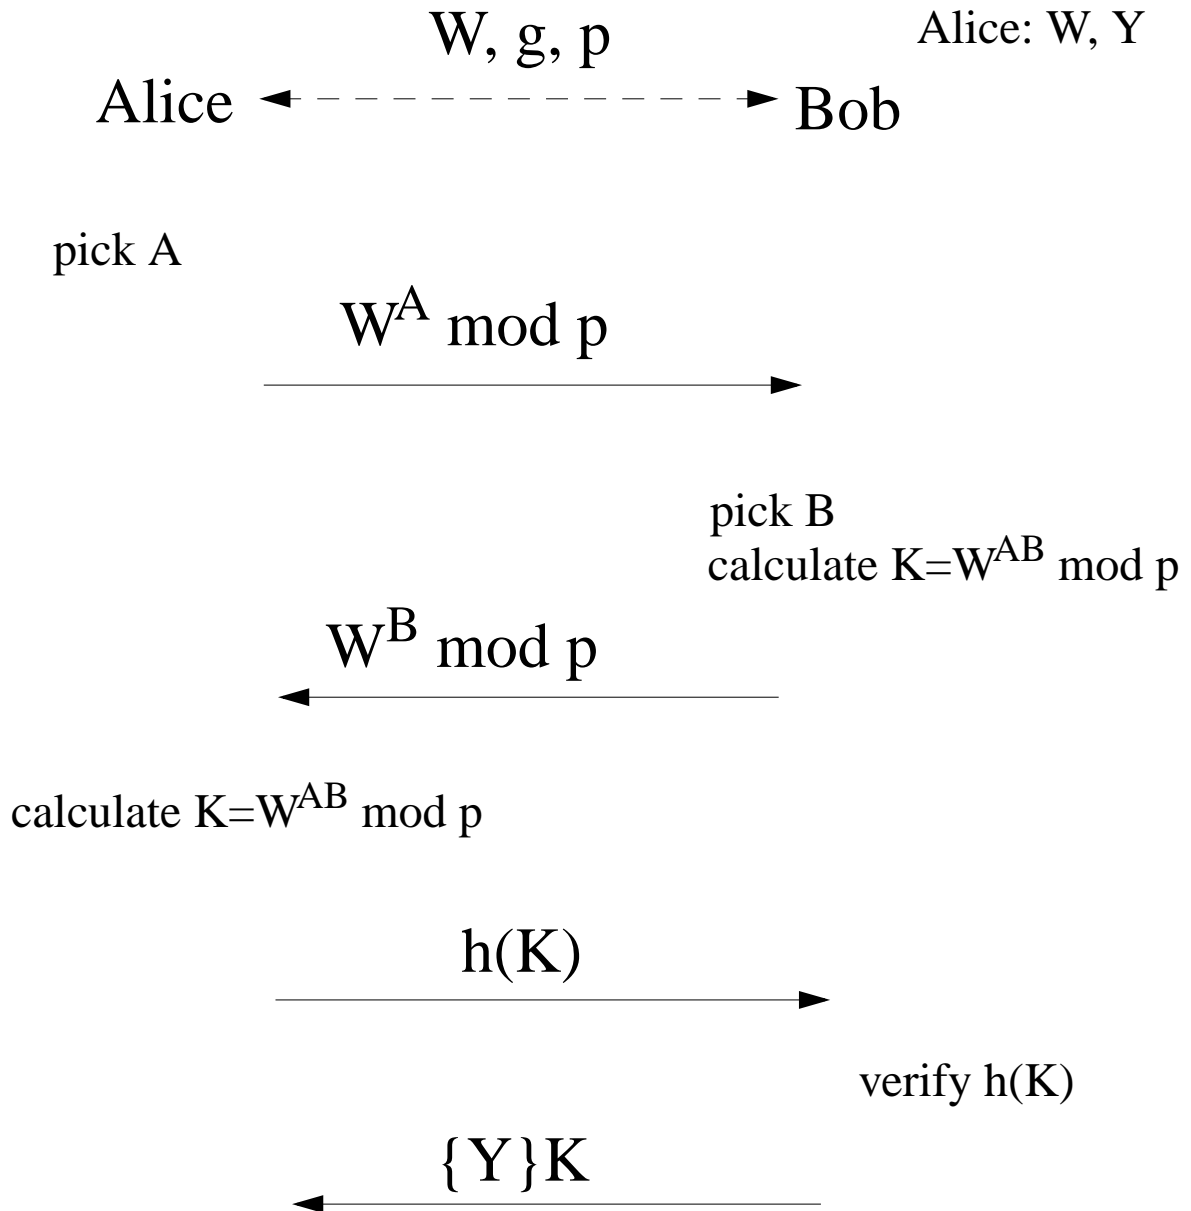 W, g, p
Alice: W, Y
Alice
Bob
pick A
W^A mod p
pick B
calculate K=W^AB mod p
W^B mod p
calculate K=W^AB mod p
h(K)
verify h(K)
{Y}K